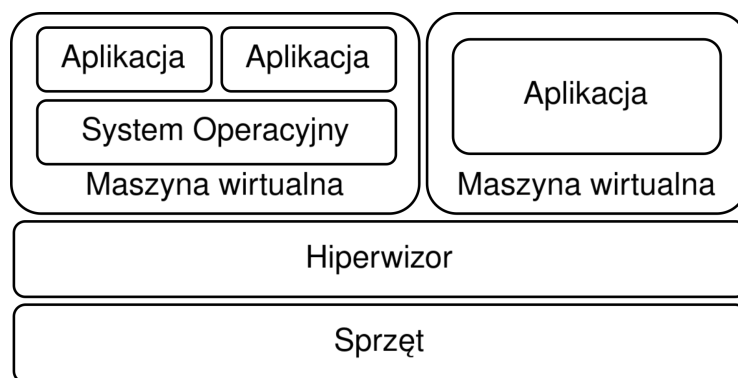 Aplikacja Aplikacja
System Operacyjny
Maszyna wirtualna
Aplikacja
Maszyna wirtualna
Hiperwizor
Sprzęt